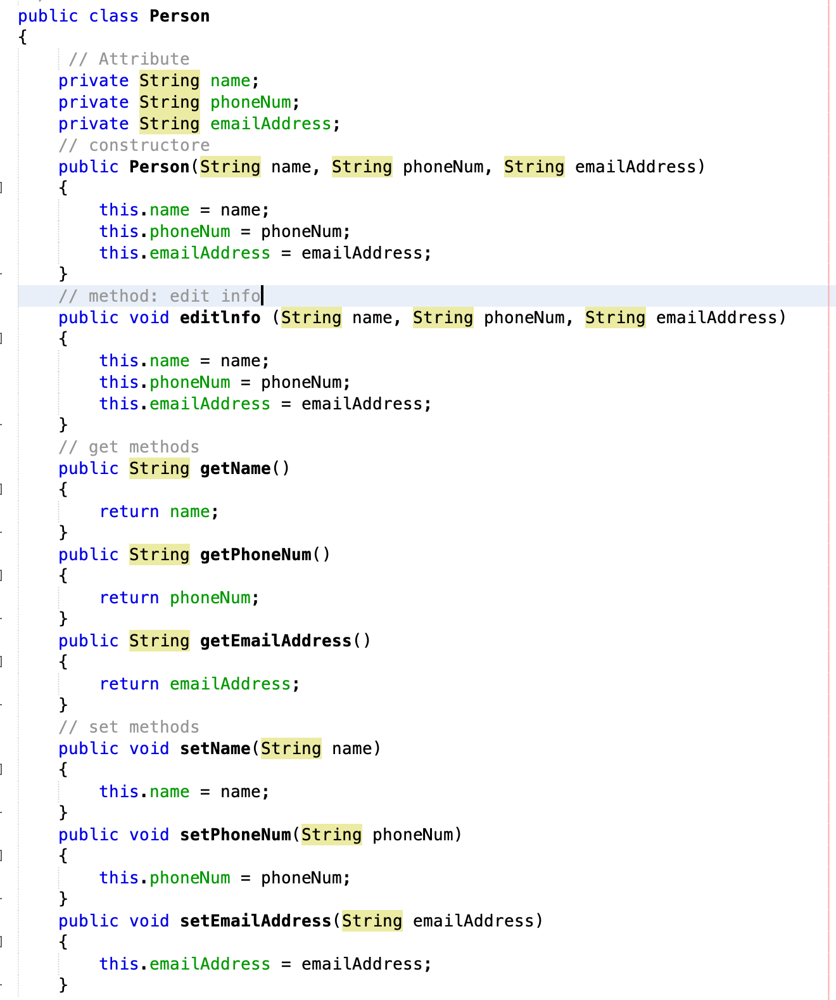 public class Person
{
// Attribute
private String name;
private String phoneNum;
private String emailAddress;
// constructore
public Person(String name, String phoneNum, String emailAddress)
{
this.name = name;
this.phoneNum = phoneNum;
this.emailAddress = emailAddress;
}
// method: edit info
public void editlnfo (String name, String phoneNum, String emailAddress)
{
this.name = name;
this.phoneNum = phoneNum;
this.emailAddress = emailAddress;
}
// get methods
public String getName()
{
return name;
}
public String getPhoneNum()
{
return phoneNum;
}
public String getEmailAddress()
{
return emailAddress;
}
// set methods
public void setName(String name)
{
this.name = name;
}
public void setPhoneNum(String phoneNum)
{
this.phoneNum = phoneNum;
}
public void setEmailAddress(String emailAddress)
{
this.emailAddress = emailAddress;
}